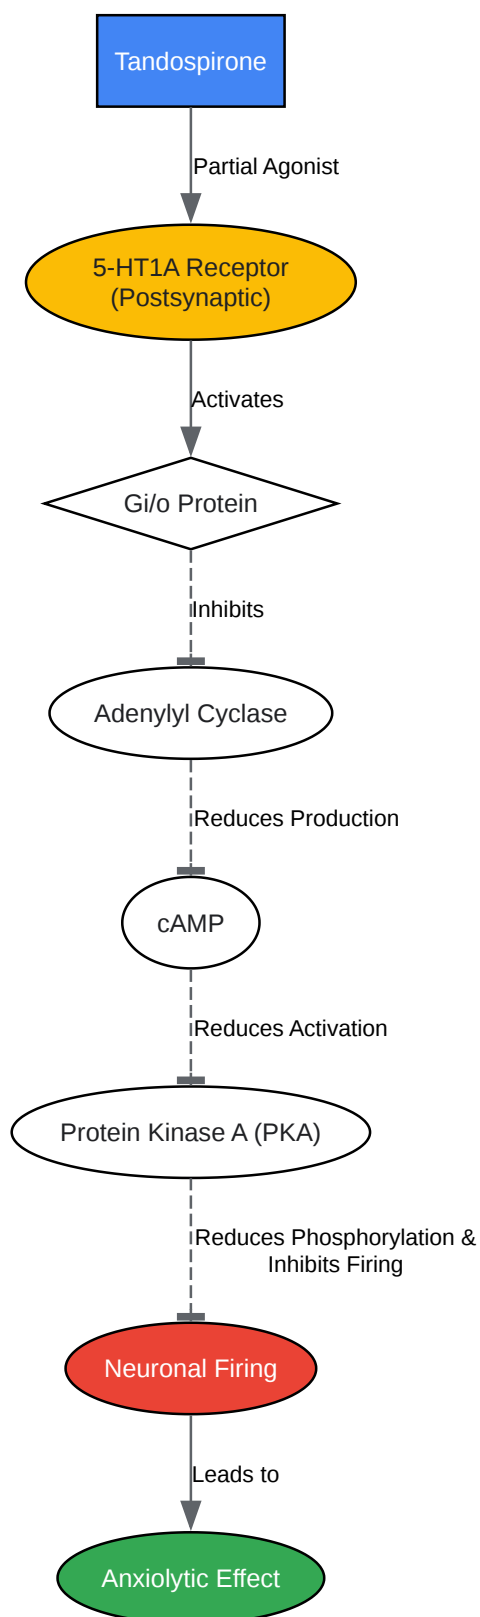 Tandospirone
Partial Agonist
5-HT1A Receptor
(Postsynaptic)
Activates
Gi/o Protein
Inhibits
Adenylyl Cyclase
Reduces Production
cAMP
Reduces Activation
Protein Kinase A (PKA)
Reduces Phosphorylation &
Inhibits Firing
Neuronal Firing
Leads to
Anxiolytic Effect